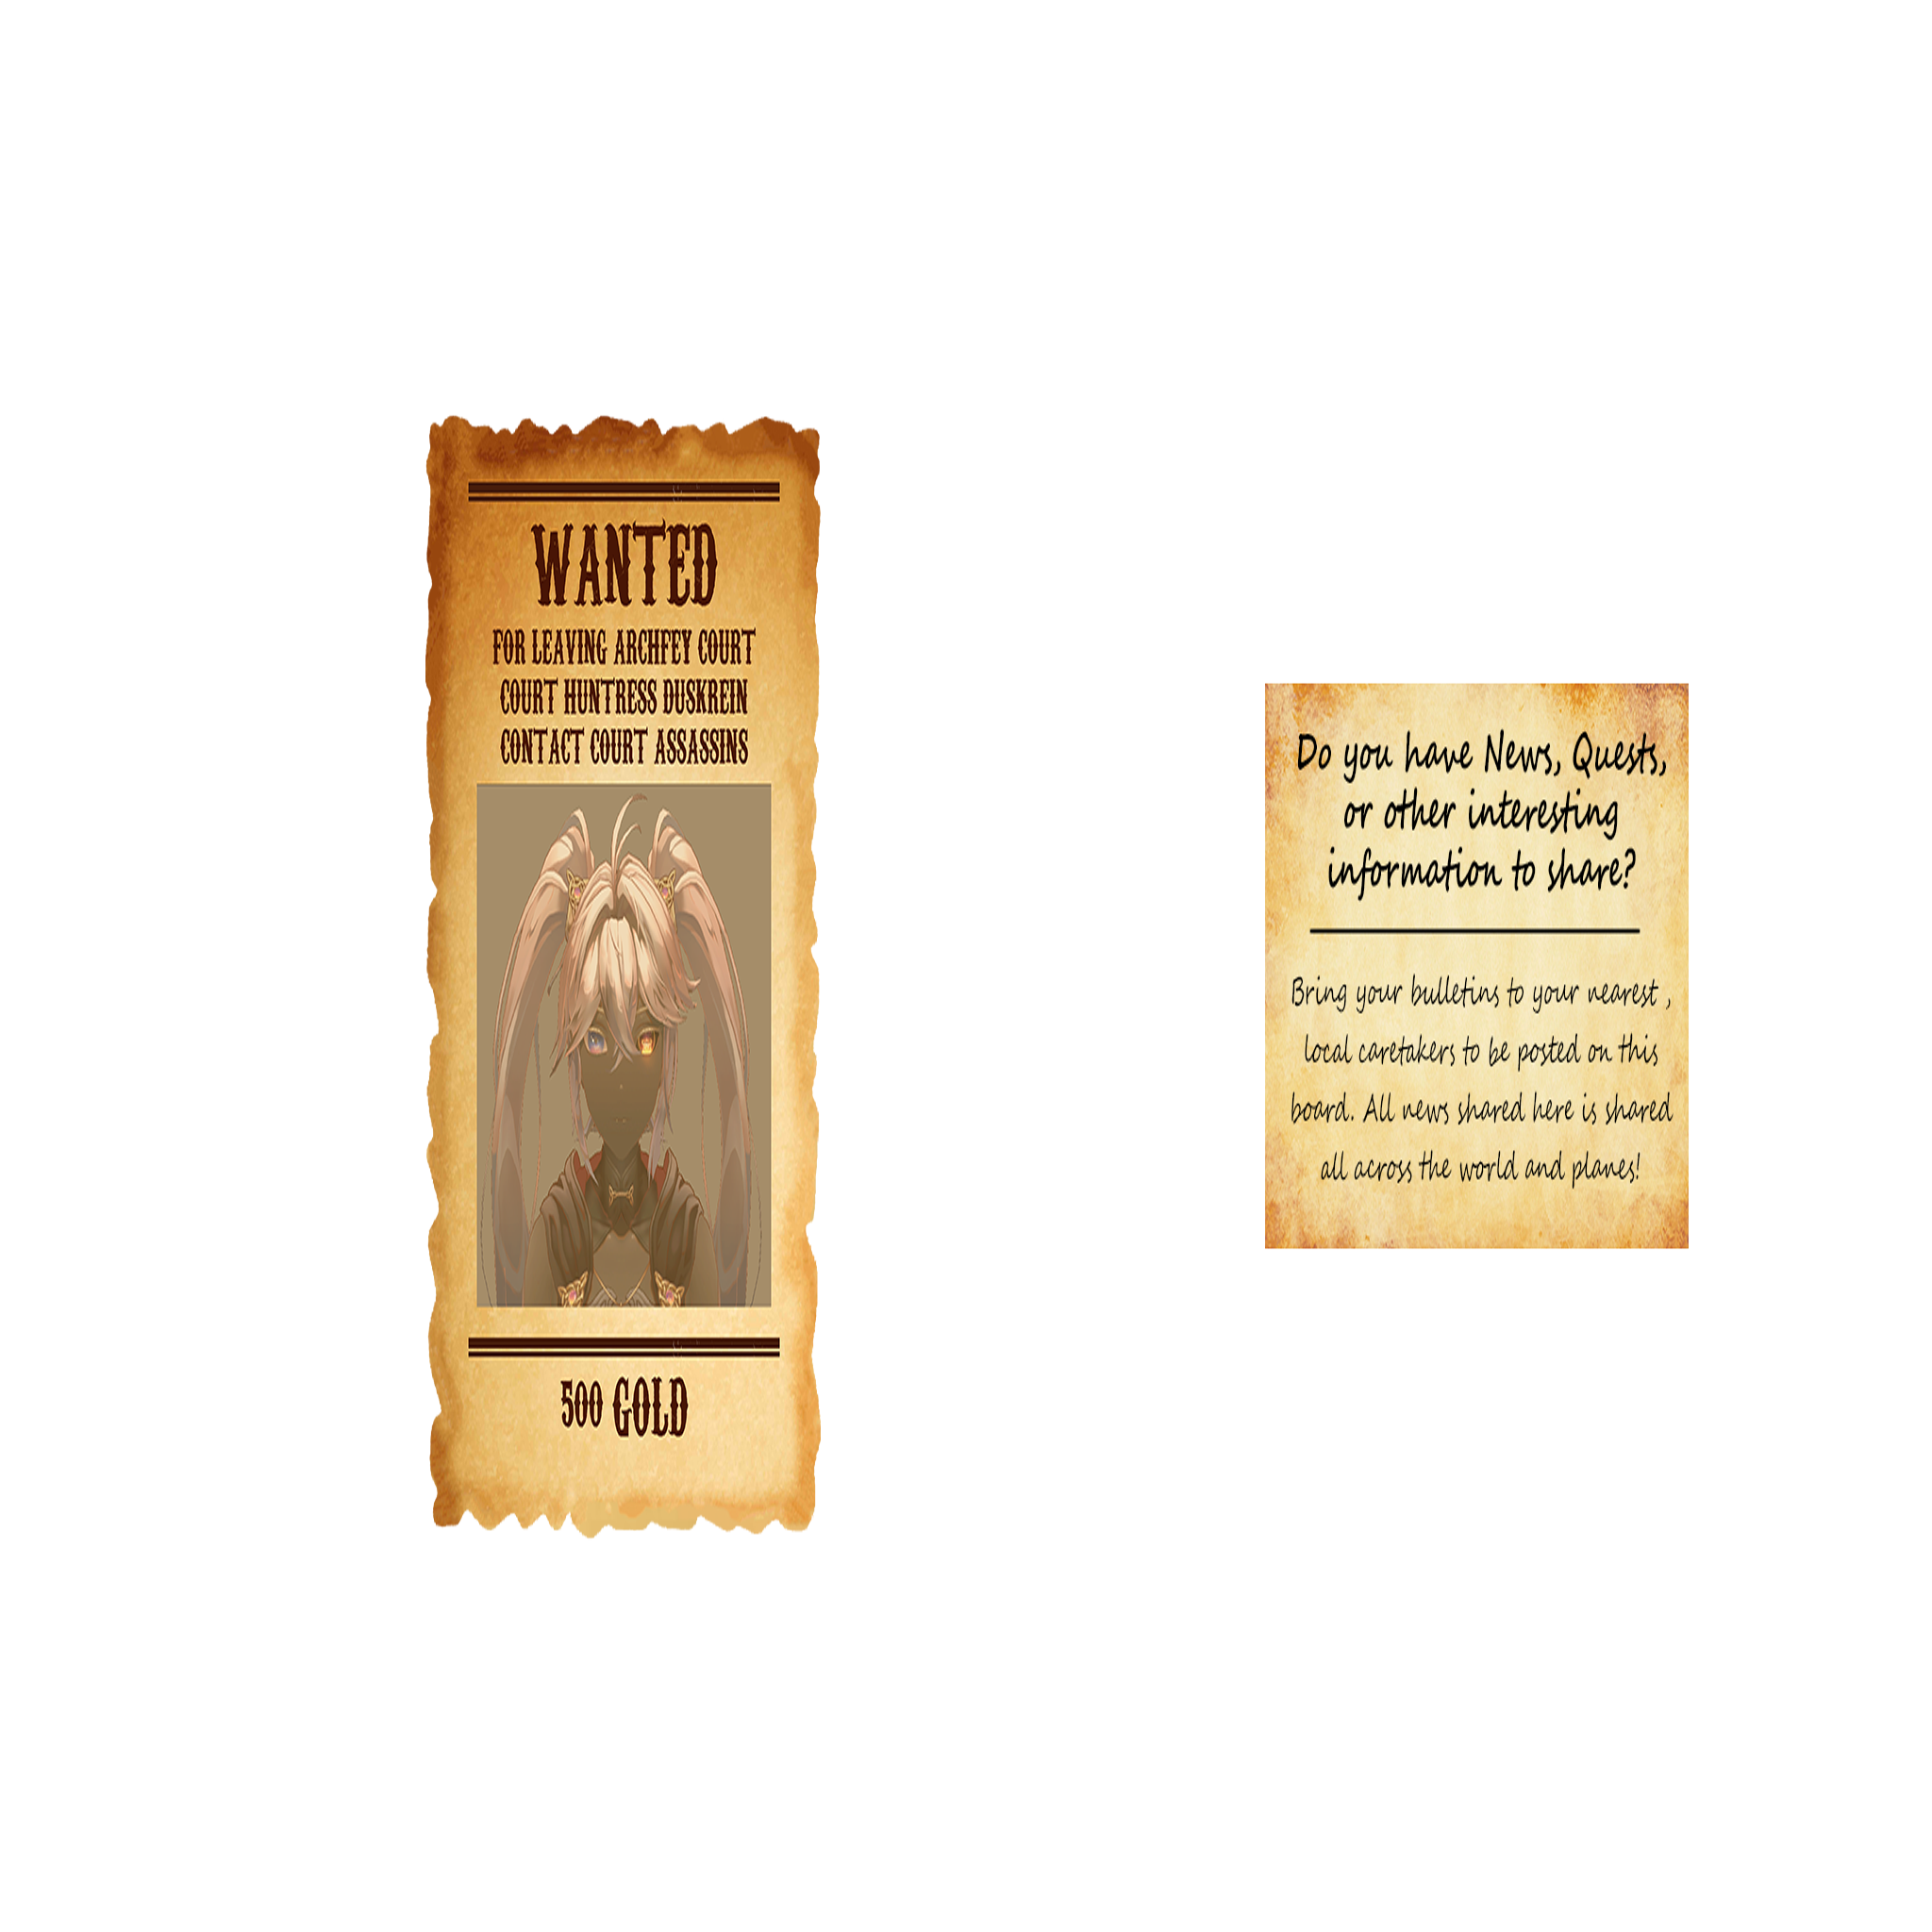 WANTED
FOR LEAVING ARCHFEY COURT
COURT HUNTRESS DUSKREIN
CONTACT COURT ASSASSINS
500 GOLD
Do you have News, Quests,
or other interesting
information to share?
Bring your bulletins to your nearest ,
local caretakers to be posted on this
board. All news shared here is shared
all across the world and planes!